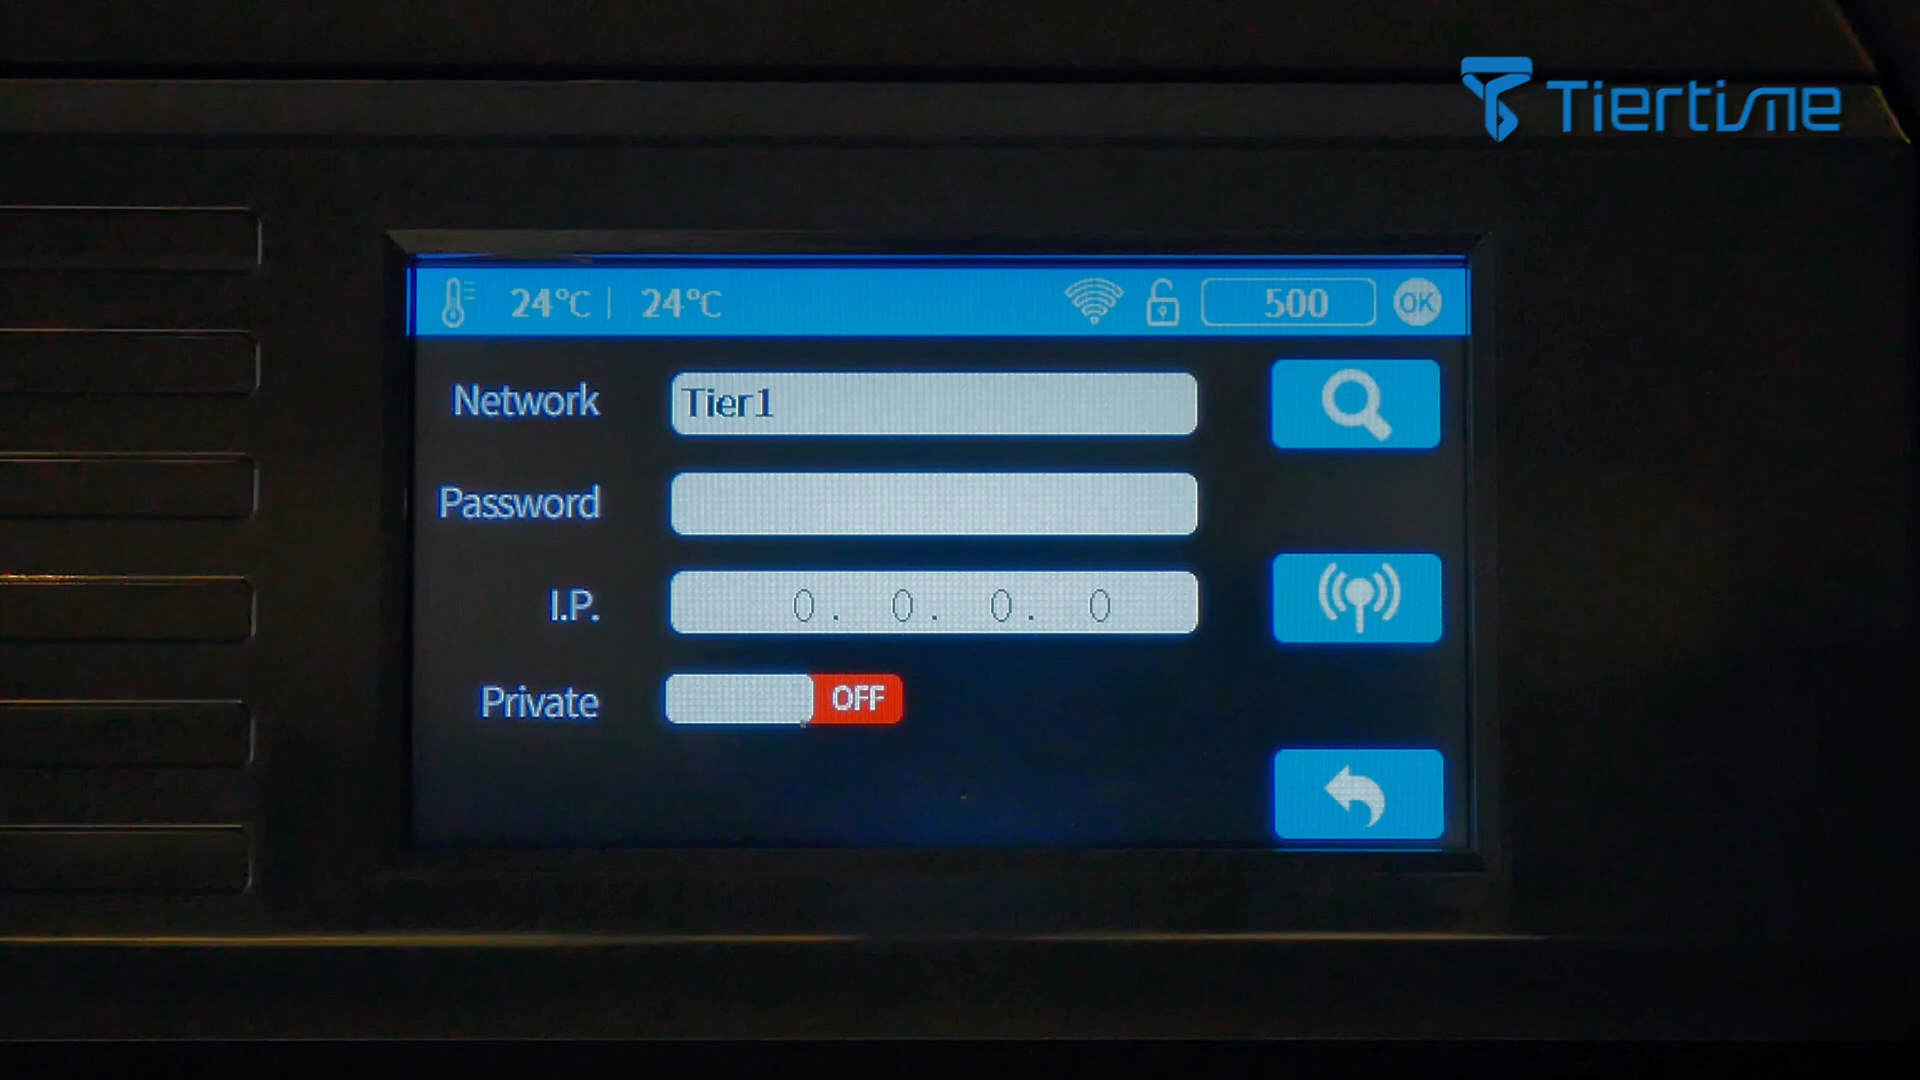 Tiertime
24°C | 24°C 500 OK
Network Tier1
Password
I.P. 0. 0. 0. 0
Private OFF